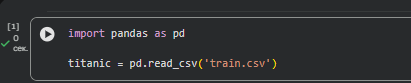 [1]
0
сек.
import pandas as pd
titanic = pd.read_csv('train.csv')